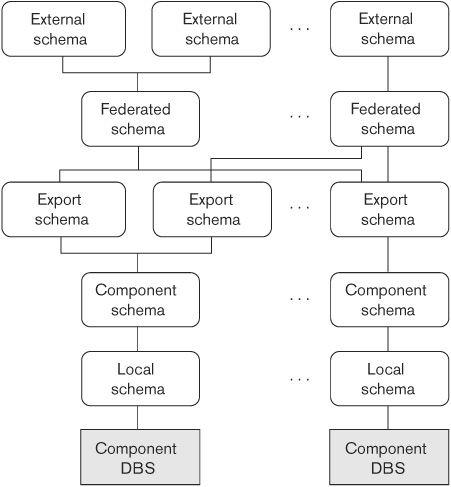 External External ... External
schema schema schema
Federated ... Federated
schema schema
Export Export ... Export
schema schema schema
Component ... Component
schema schema
Local ... Local
schema schema
Component Component
DBS DBS